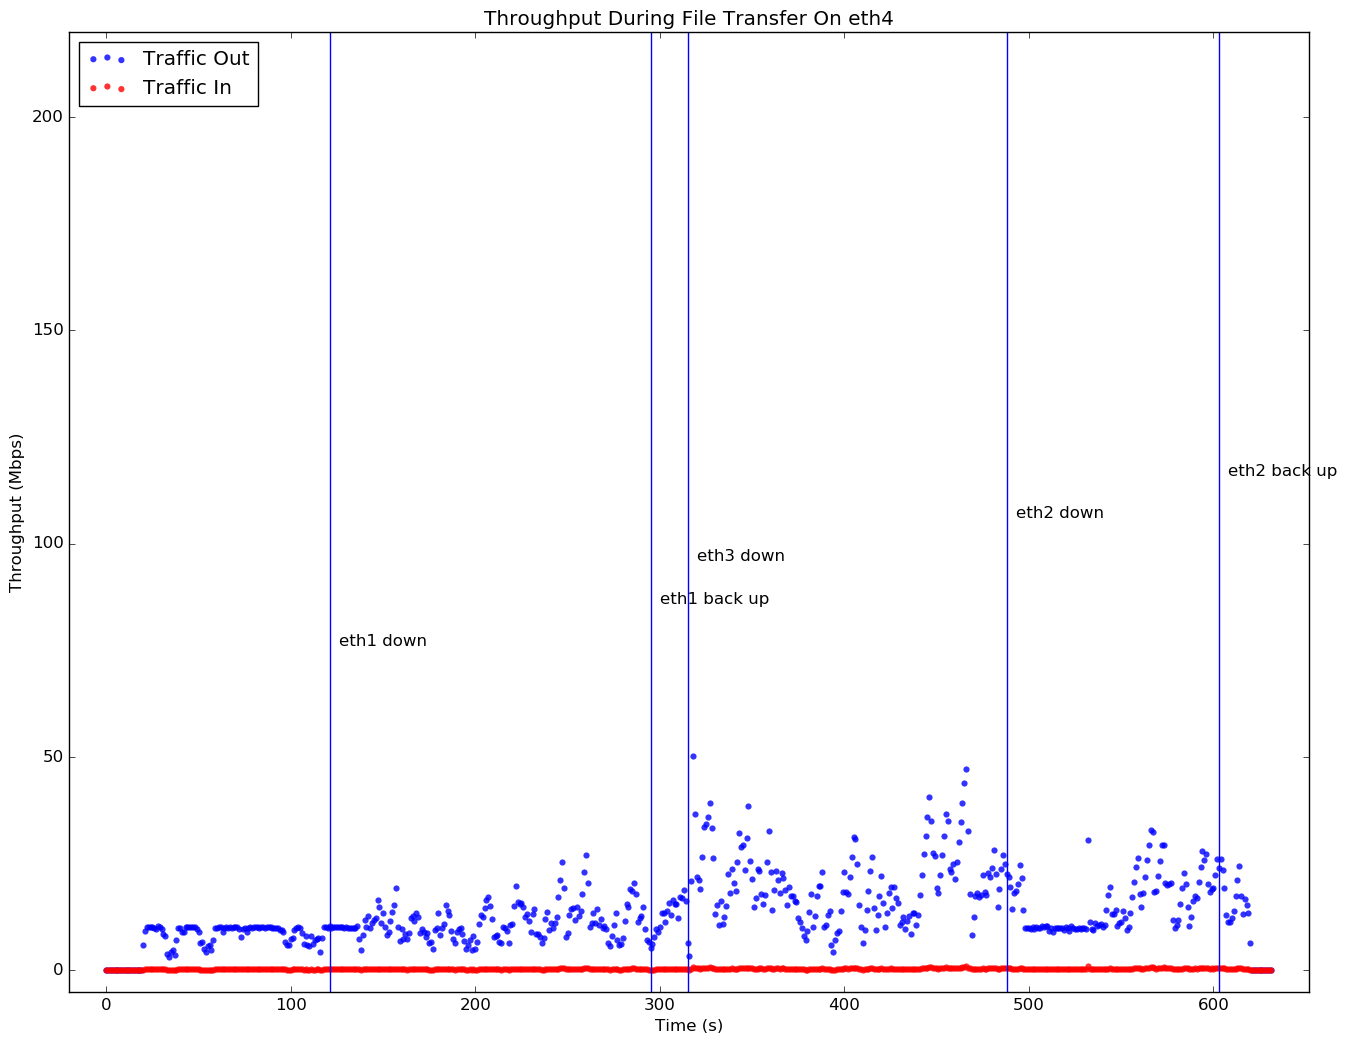 Throughput During File Transfer On eth4
Traffic Out
Traffic In
200
150
100
50
0
Throughput (Mbps)
eth2 back up
eth2 down
eth3 down
eth1 back up
eth1 down
0 100 200 300 400 500 600
Time (s)